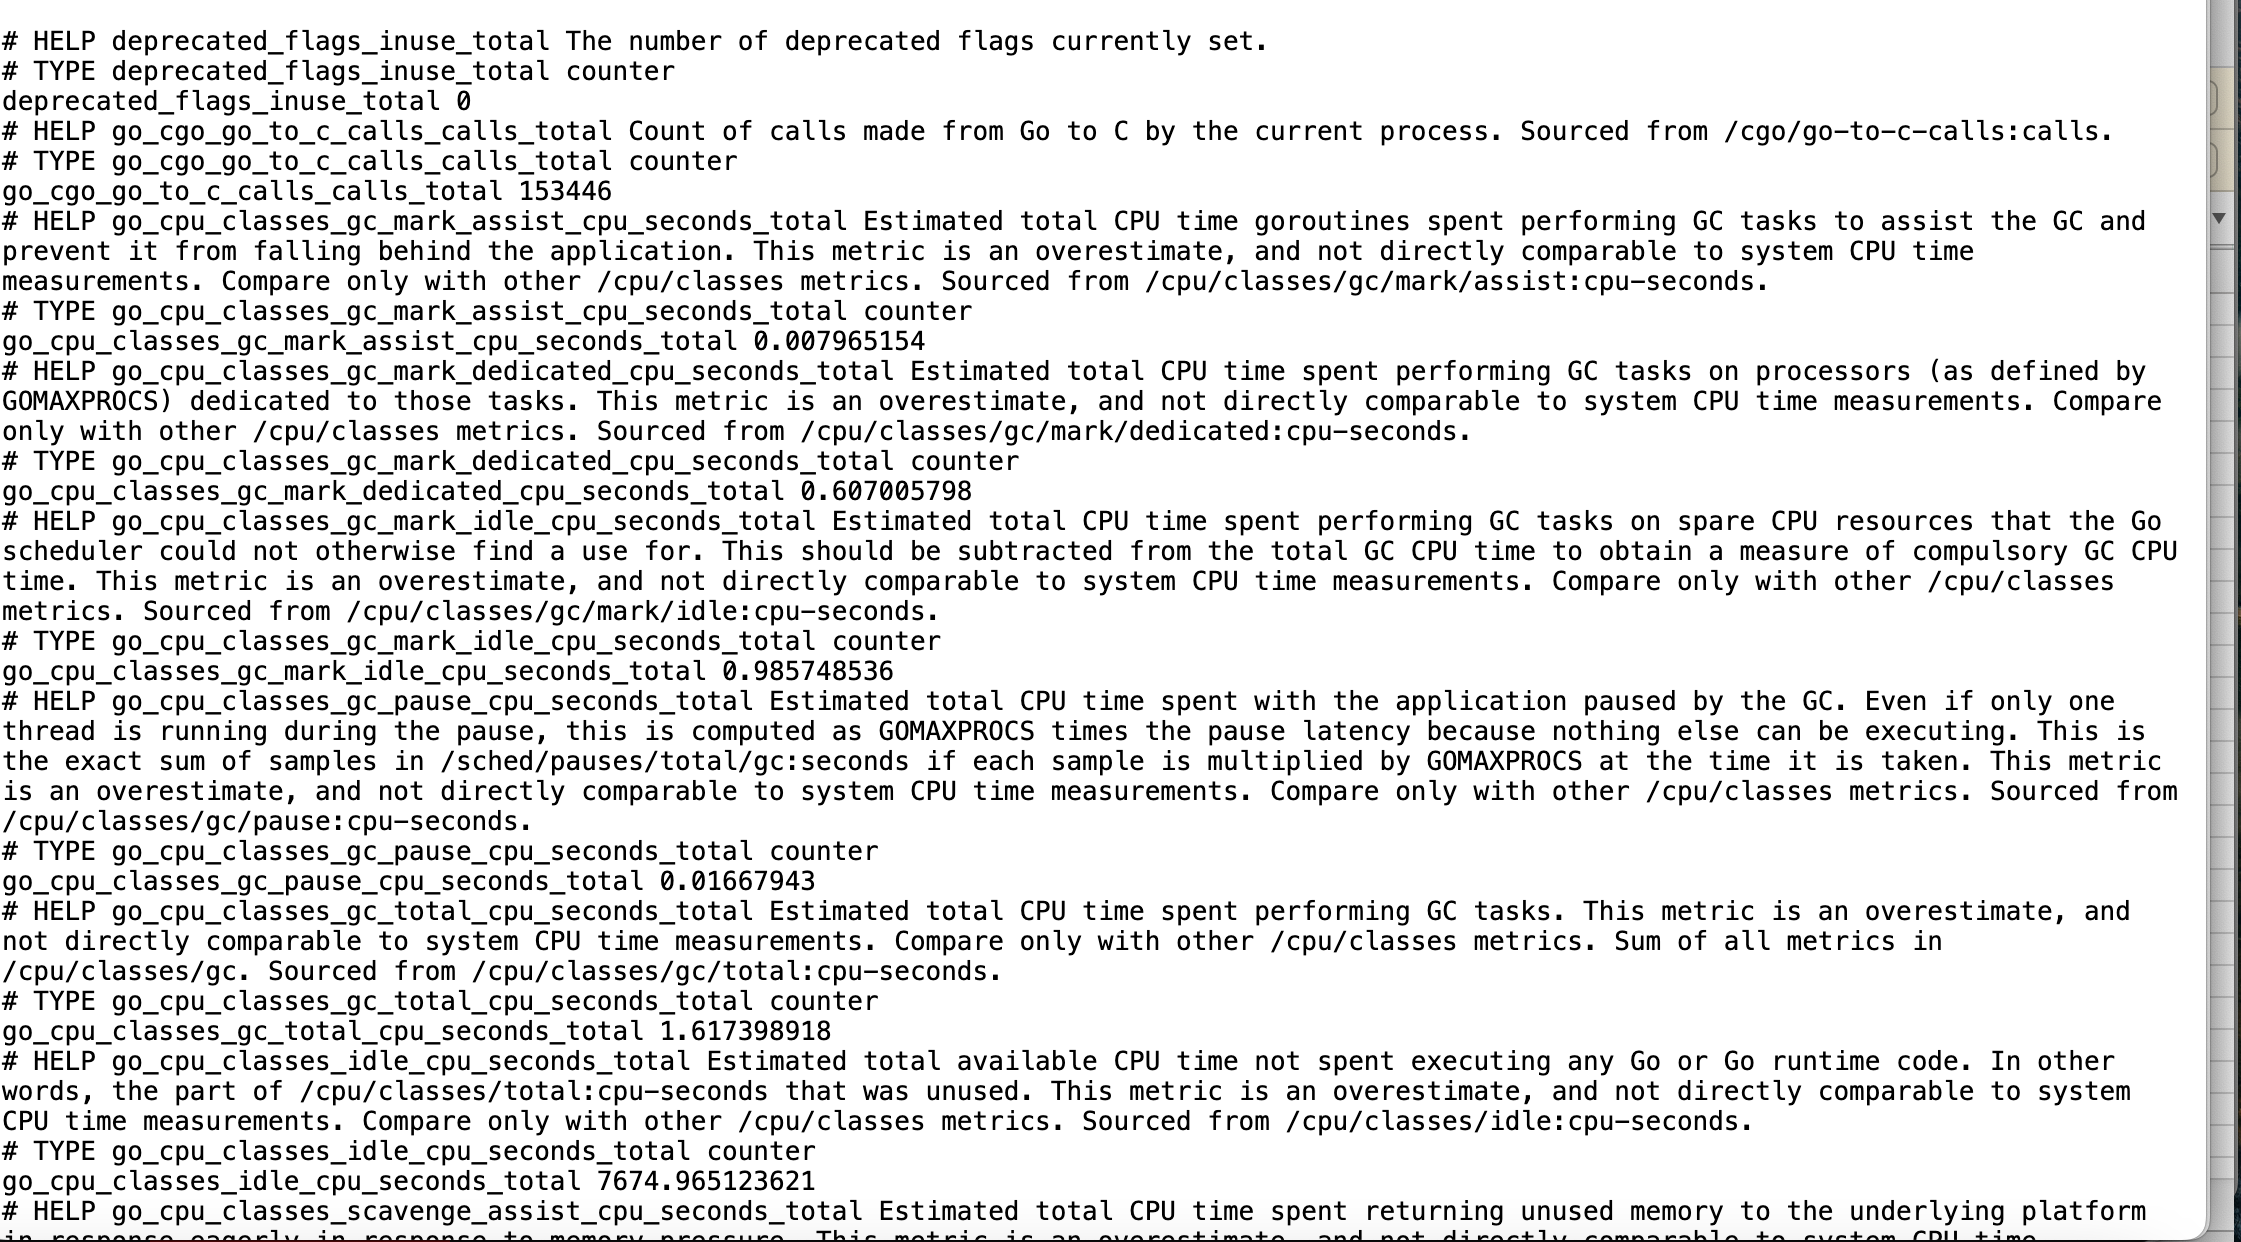 # HELP deprecated_flags_inuse_total The number of deprecated flags currently set.
# TYPE deprecated_flags_inuse_total counter
deprecated_flags_inuse_total 0
# HELP go_cgo_go_to_c_calls_calls_total Count of calls made from Go to C by the current process. Sourced from /cgo/go-to-c-calls:calls.
# TYPE go_cgo_go_to_c_calls_calls_total counter
go_cgo_go_to_c_calls_calls_total 153446
# HELP go_cpu_classes_gc_mark_assist_cpu_seconds_total Estimated total CPU time goroutines spent performing GC tasks to assist the GC and
prevent it from falling behind the application. This metric is an overestimate, and not directly comparable to system CPU time
measurements. Compare only with other /cpu/classes metrics. Sourced from /cpu/classes/gc/mark/assist:cpu-seconds.
# TYPE go_cpu_classes_gc_mark_assist_cpu_seconds_total counter
go_cpu_classes_gc_mark_assist_cpu_seconds_total 0.007965154
# HELP go_cpu_classes_gc_mark_dedicated_cpu_seconds_total Estimated total CPU time spent performing GC tasks on processors (as defined by
GOMAXPROCS) dedicated to those tasks. This metric is an overestimate, and not directly comparable to system CPU time measurements. Compare
only with other /cpu/classes metrics. Sourced from /cpu/classes/gc/mark/dedicated:cpu-seconds.
# TYPE go_cpu_classes_gc_mark_dedicated_cpu_seconds_total counter
go_cpu_classes_gc_mark_dedicated_cpu_seconds_total 0.607005798
# HELP go_cpu_classes_gc_mark_idle_cpu_seconds_total Estimated total CPU time spent performing GC tasks on spare CPU resources that the Go
scheduler could not otherwise find a use for. This should be subtracted from the total GC CPU time to obtain a measure of compulsory GC CPU
time. This metric is an overestimate, and not directly comparable to system CPU time measurements. Compare only with other /cpu/classes
metrics. Sourced from /cpu/classes/gc/mark/idle:cpu-seconds.
# TYPE go_cpu_classes_gc_mark_idle_cpu_seconds_total counter
go_cpu_classes_gc_mark_idle_cpu_seconds_total 0.985748536
# HELP go_cpu_classes_gc_pause_cpu_seconds_total Estimated total CPU time spent with the application paused by the GC. Even if only one
thread is running during the pause, this is computed as GOMAXPROCS times the pause latency because nothing else can be executing. This is
the exact sum of samples in /sched/pauses/total/gc:seconds if each sample is multiplied by GOMAXPROCS at the time it is taken. This metric
is an overestimate, and not directly comparable to system CPU time measurements. Compare only with other /cpu/classes metrics. Sourced from
/cpu/classes/gc/pause:cpu-seconds.
# TYPE go_cpu_classes_gc_pause_cpu_seconds_total counter
go_cpu_classes_gc_pause_cpu_seconds_total 0.01667943
# HELP go_cpu_classes_gc_total_cpu_seconds_total Estimated total CPU time spent performing GC tasks. This metric is an overestimate, and
not directly comparable to system CPU time measurements. Compare only with other /cpu/classes metrics. Sum of all metrics in
/cpu/classes/gc. Sourced from /cpu/classes/gc/total:cpu-seconds.
# TYPE go_cpu_classes_gc_total_cpu_seconds_total counter
go_cpu_classes_gc_total_cpu_seconds_total 1.617398918
# HELP go_cpu_classes_idle_cpu_seconds_total Estimated total available CPU time not spent executing any Go or Go runtime code. In other
words, the part of /cpu/classes/total:cpu-seconds that was unused. This metric is an overestimate, and not directly comparable to system
CPU time measurements. Compare only with other /cpu/classes metrics. Sourced from /cpu/classes/idle:cpu-seconds.
# TYPE go_cpu_classes_idle_cpu_seconds_total counter
go_cpu_classes_idle_cpu_seconds_total 7674.965123621
# HELP go_cpu_classes_scavenge_assist_cpu_seconds_total Estimated total CPU time spent returning unused memory to the underlying platform
in response eagerly in response to memory pressure. This metric is an overestimate, and not directly comparable to system CPU time